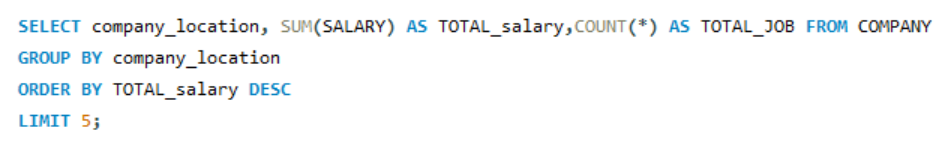 SELECT company_location, SUM(SALARY) AS TOTAL_salary,COUNT(*) AS TOTAL_JOB FROM COMPANY
GROUP BY company_location
ORDER BY TOTAL_salary DESC
LIMIT 5;